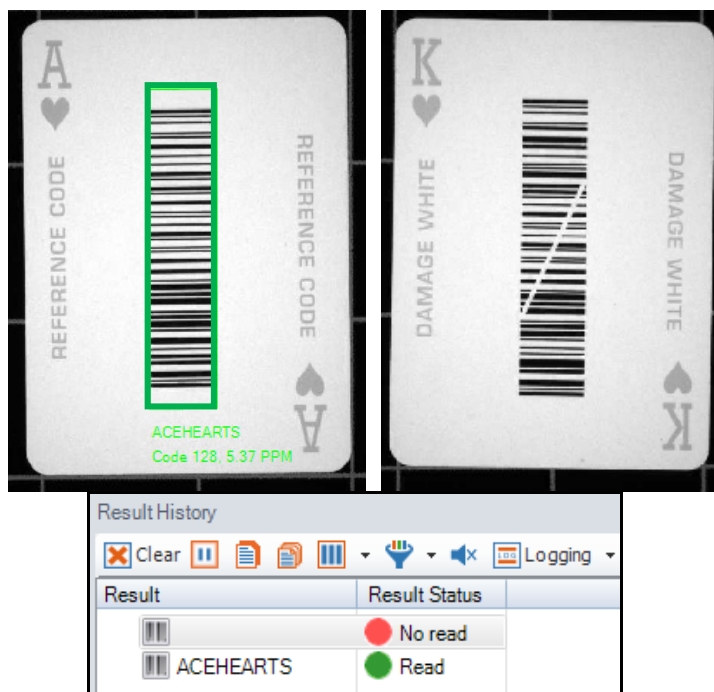 A
REFERENCE CODE
REFERENCE CODE
ACEHEARTS
Code 128, 5.37 PPM
A
K
DAMAGE WHITE
DAMAGE WHITE
K
Result History
Clear
Logging
Result
Result Status
No read
ACEHEARTS
Read